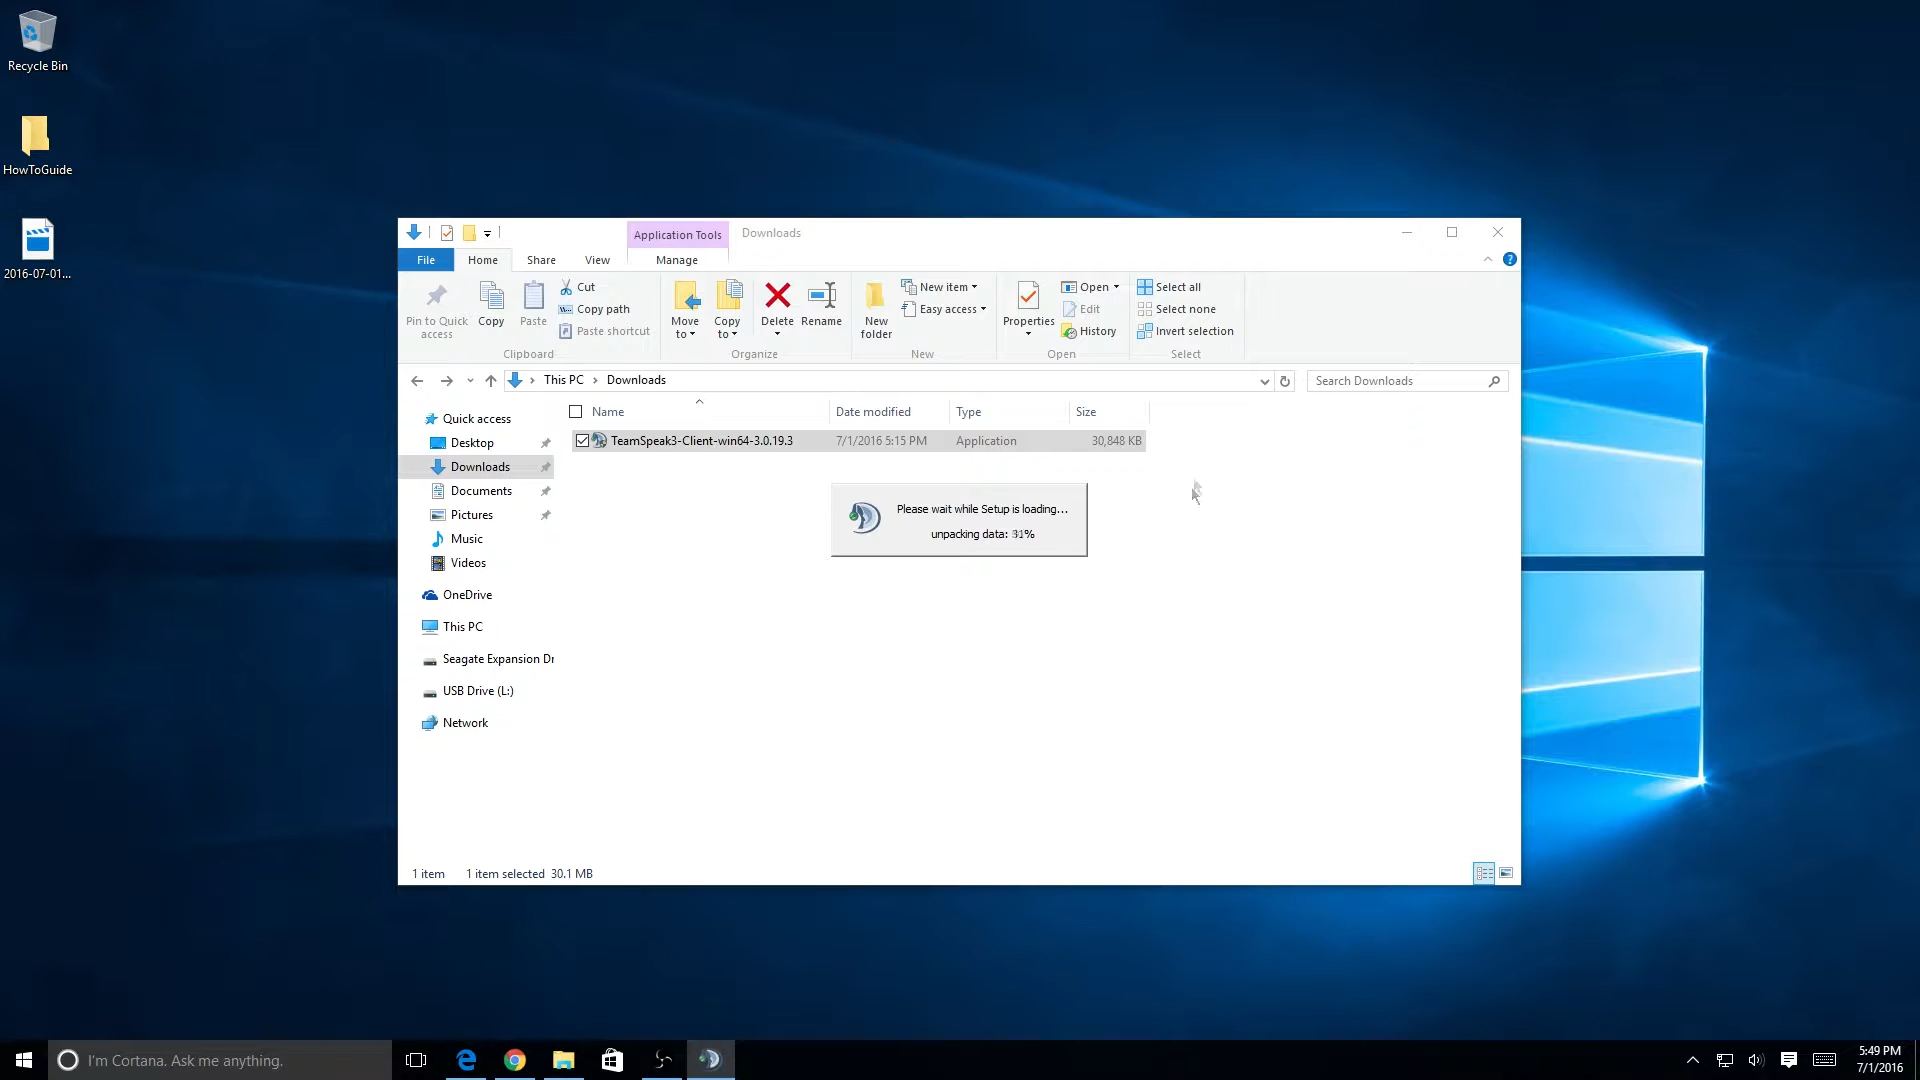 Recycle Bin
HowToGuide
2016-07-01...
Application Tools
Downloads
File
Home
Share
View
Manage
Pin to Quick access
Copy
Paste
Cut
Copy path
Paste shortcut
Clipboard
Move to
Copy to
Delete
Rename
Organize
New folder
New item
Easy access
New
Properties
Open
Edit
History
Open
Select all
Select none
Invert selection
Select
This PC
Downloads
Search Downloads
Name
Date modified
Type
Size
TeamSpeak3-Client-win64-3.0.19.3
7/1/2016 5:15 PM
Application
30,848 KB
Quick access
Desktop
Downloads
Documents
Pictures
Music
Videos
OneDrive
This PC
Seagate Expansion Dr
USB Drive (L:)
Network
Please wait while Setup is loading...
unpacking data:
1 item
1 item selected 30.1 MB
I'm Cortana. Ask me anything.
5:49 PM
7/1/2016